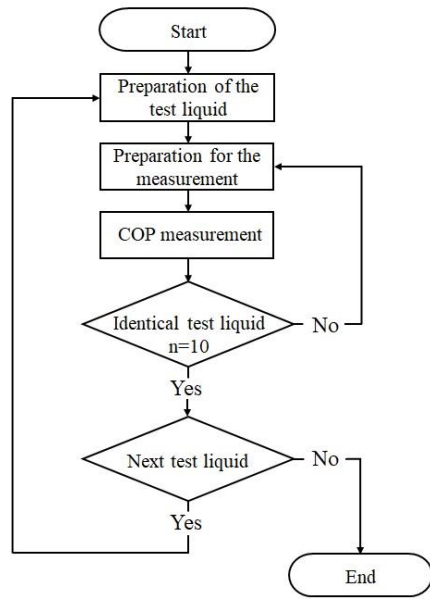 Start
Preparation of the
test liquid
Preparation for the
measurement
COP measurement
Identical test liquid
n=10
No
Yes
Next test liquid
No
Yes
End